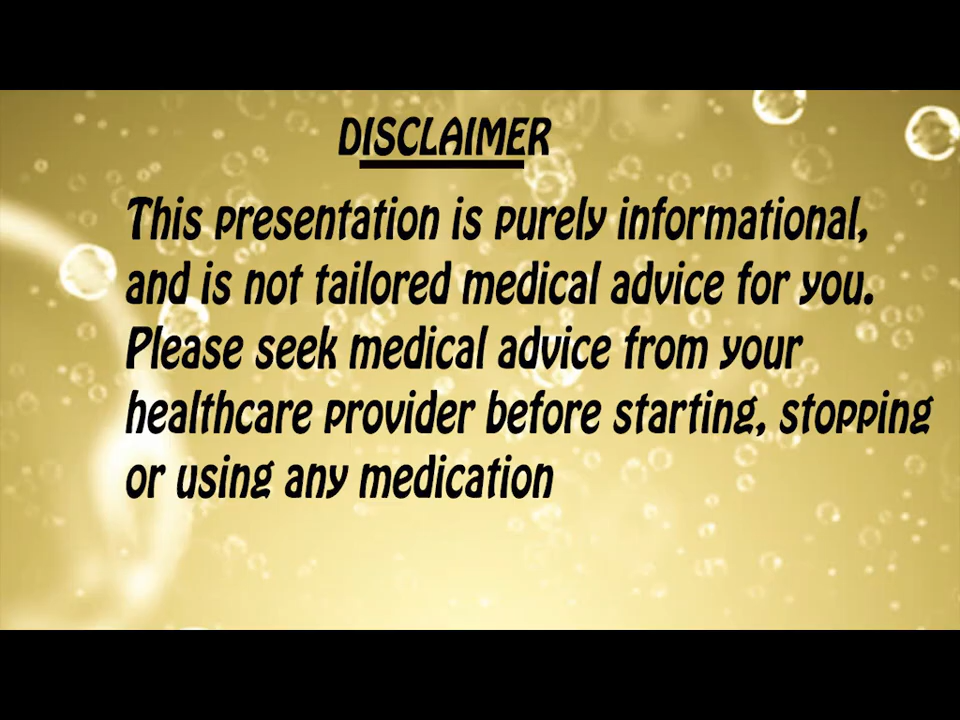 DISCLAIMER
This presentation is purely informational,
and is not tailored medical advice for you.
Please seek medical advice from your
healthcare provider before starting, stopping
or using any medication